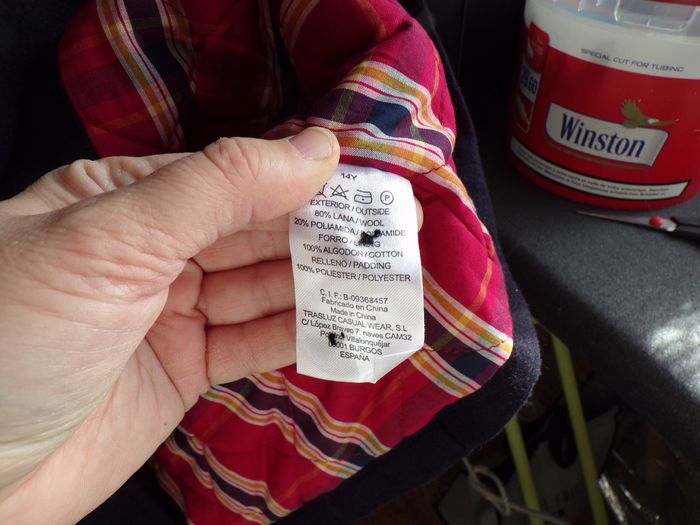 14Y
P
EXTERIOR / OUTSIDE
80% LANA / WOOL
20% POLIAMIDA /
FORRO /
100% ALGODON / COTTON
RELLENO / PADDING
100% POLIESTER / POLYESTER
C. I. F.: B-09368457
Fabricado en China
Made in China
TRASLUZ CASUAL WEAR, S.L
C/ López Bravo 7. naves CAM32
Villalonquéjar
09001 BURGOS
ESPAÑA
SPECIAL CUT FOR TUBING
Winston